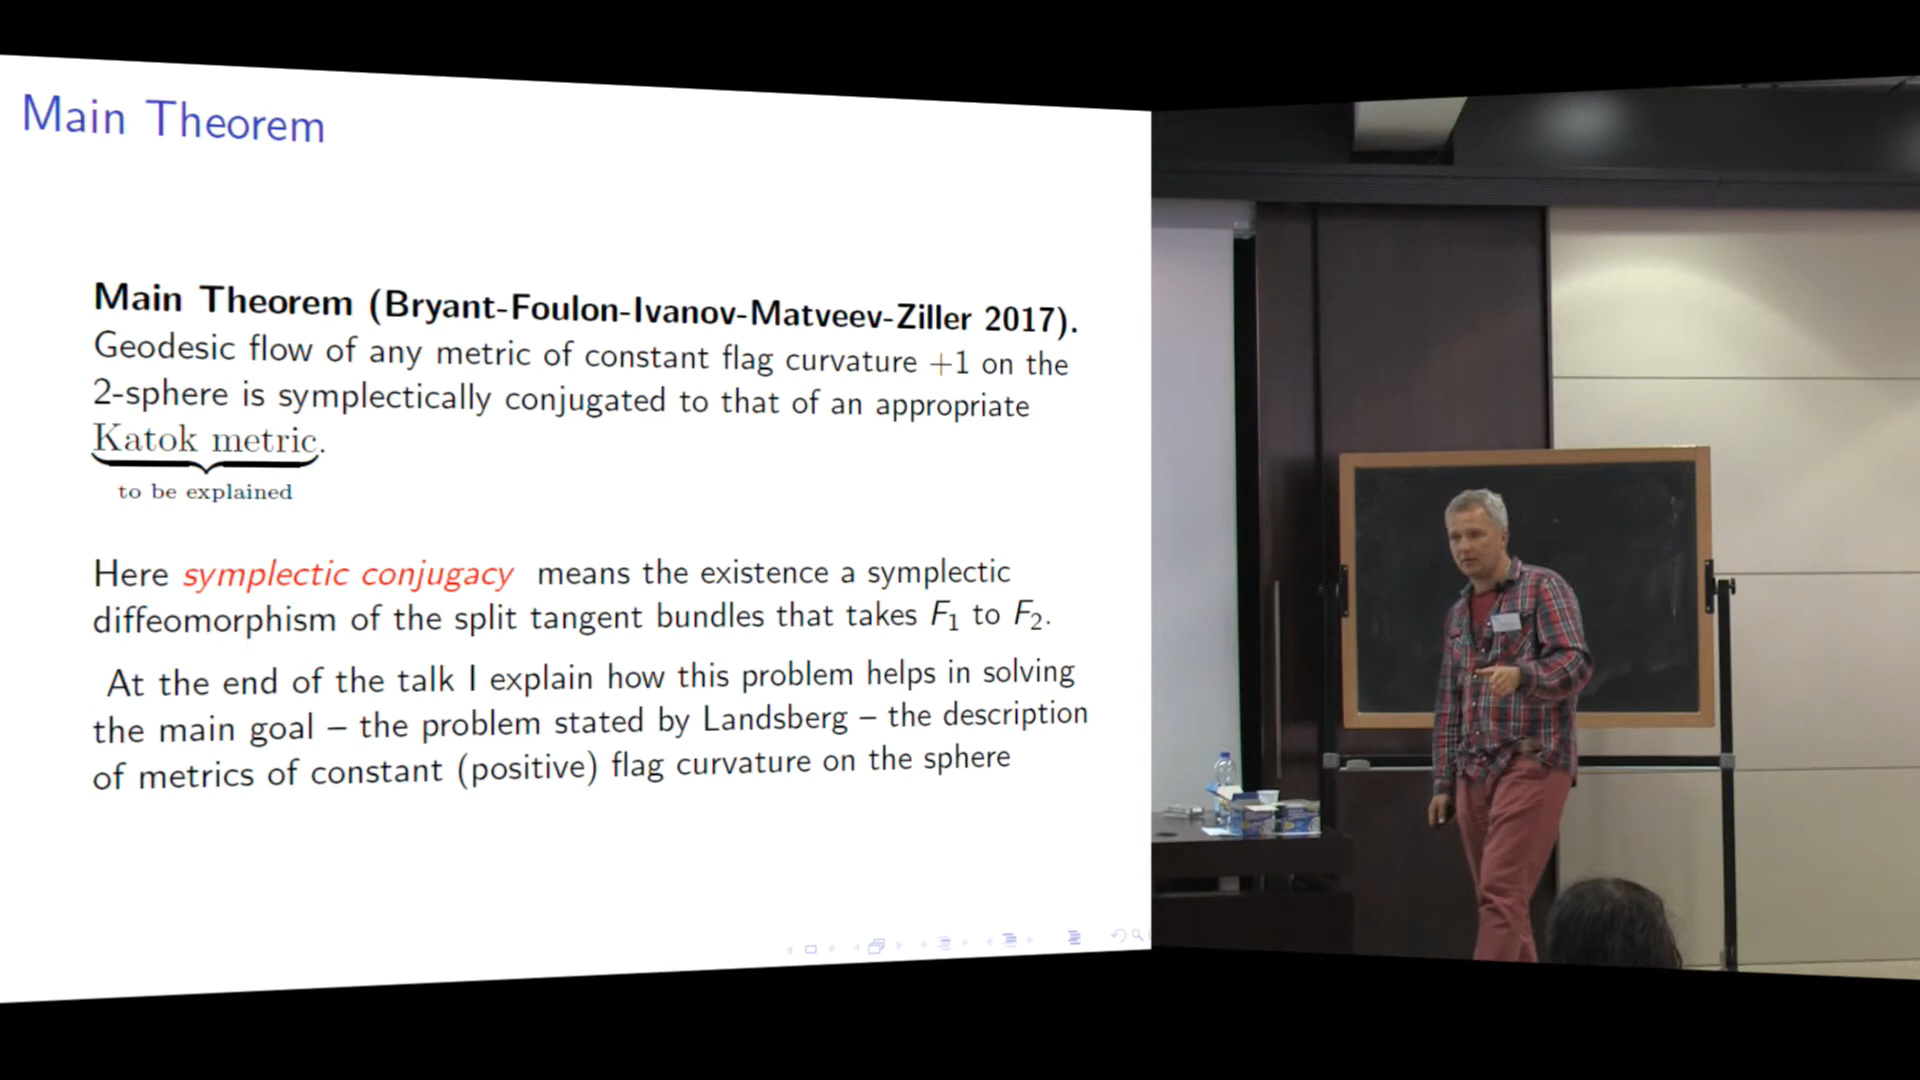 Main Theorem
Main Theorem (Bryant-Foulon-Ivanov-Matveev-Ziller 2017).
Geodesic flow of any metric of constant flag curvature +1 on the
2-sphere is symplectically conjugated to that of an appropriate
Katok metric.
to be explained
Here symplectic conjugacy means the existence a symplectic
diffeomorphism of the split tangent bundles that takes F₁ to F₂.
At the end of the talk I explain how this problem helps in solving
the main goal – the problem stated by Landsberg – the description
of metrics of constant (positive) flag curvature on the sphere